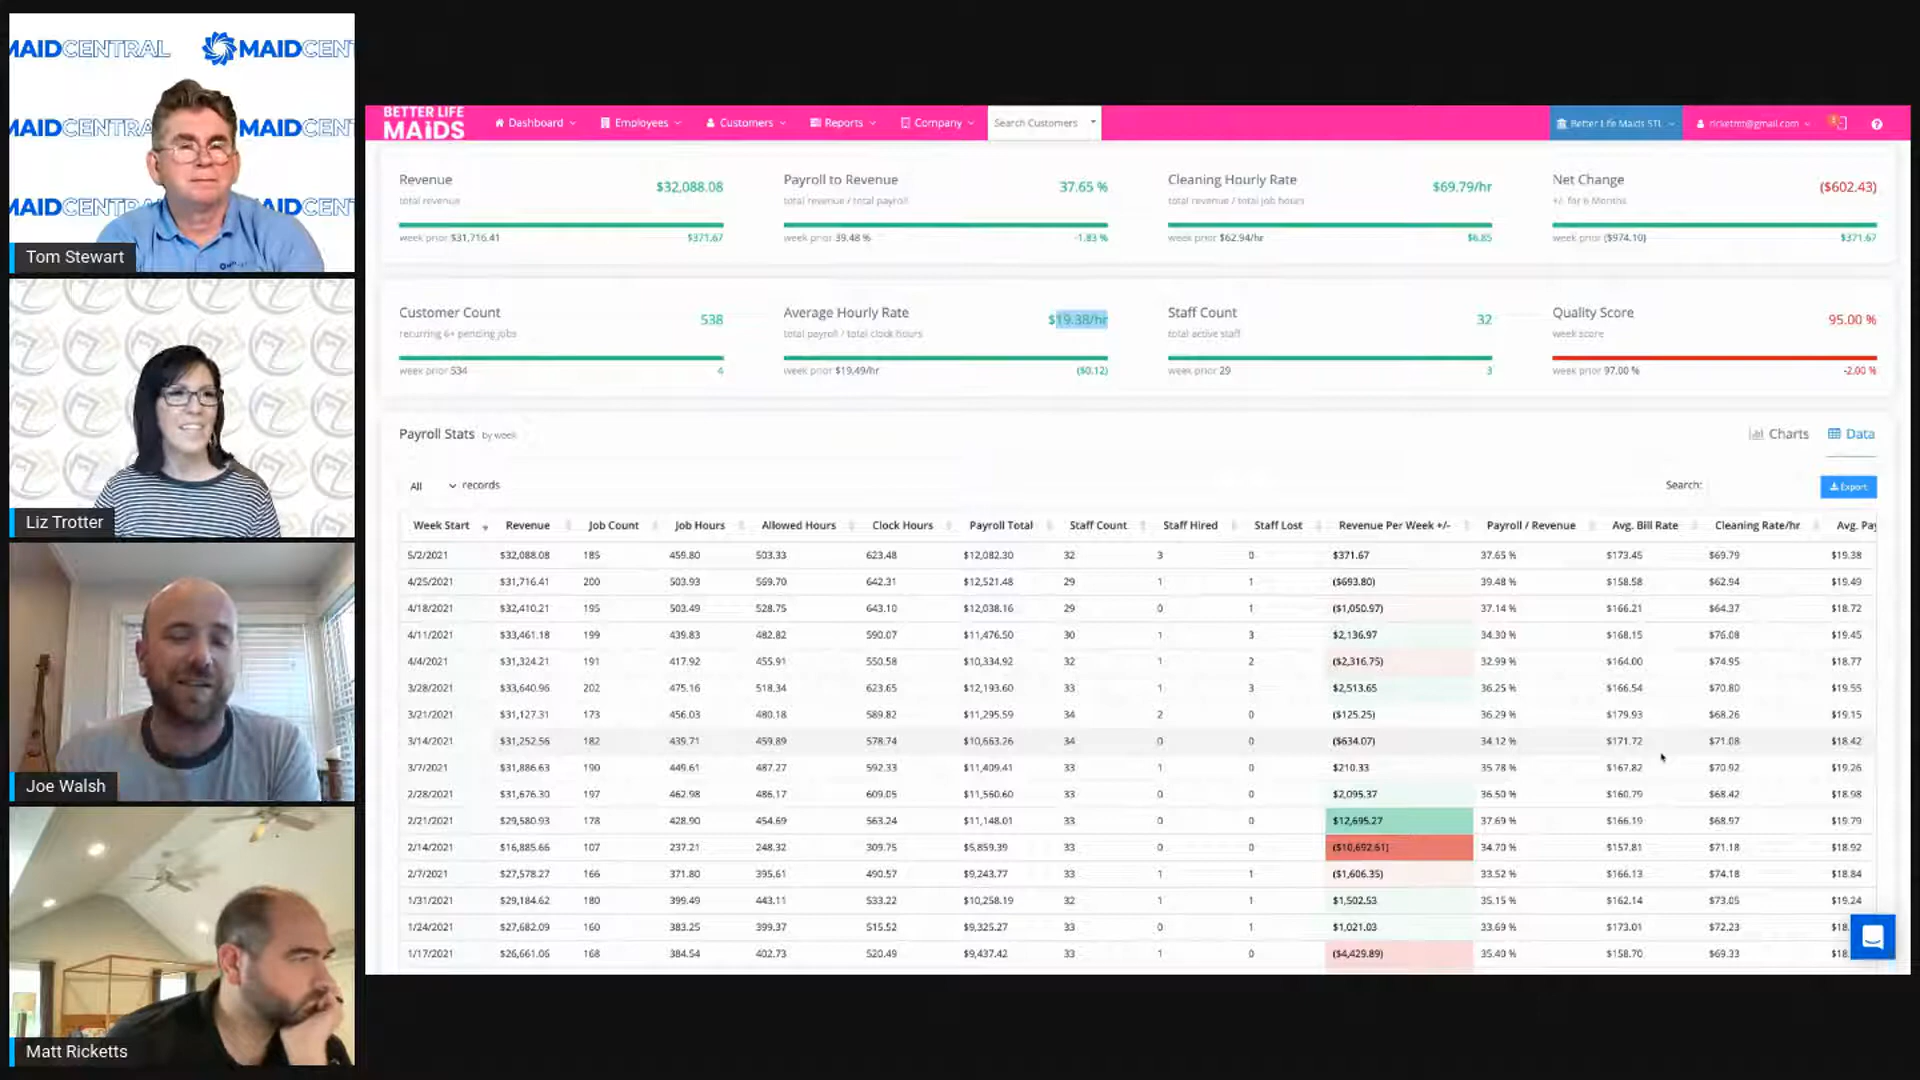 MAIDCENTRAL MAIDCENT
MAIDCENTRAL MAIDCENT
MAIDCENTRAL MAIDCENT
Tom Stewart
Liz Trotter
Joe Walsh
Matt Ricketts
BETTER LIFE
MAiDS
Dashboard Employees Customers Reports Company Search Customers Better Life Maids STL ricketmt@gmail.com
Revenue $32,088.08 Payroll to Revenue 37.65 % Cleaning Hourly Rate $69.79/hr Net Change ($602.43)
total revenue total revenue / total payroll total revenue / total job hours +/- for 6 Months
week prior $31,716.41 $371.67 week prior 39.48 % -1.83 % week prior $62.94/hr $6.85 week prior ($974.10) $371.67
Customer Count 538 Average Hourly Rate $19.38/hr Staff Count 32 Quality Score 95.00 %
recurring 6+ pending jobs total payroll / total clock hours total active staff week score
week prior 534 4 week prior $19.49/hr ($0.12) week prior 29 3 week prior 97.00 % -2.00 %
Payroll Stats by week Charts Data
All records Search: Export
Week Start Revenue Job Count Job Hours Allowed Hours Clock Hours Payroll Total Staff Count Staff Hired Staff Lost Revenue Per Week +/- Payroll / Revenue Avg. Bill Rate Cleaning Rate/hr Avg. Pay
5/2/2021 $32,088.08 185 459.80 503.33 623.48 $12,082.30 32 3 0 $371.67 37.65 % $173.45 $69.79 $19.38
4/25/2021 $31,716.41 200 503.93 569.70 642.31 $12,521.48 29 1 1 ($693.80) 39.48 % $158.58 $62.94 $19.49
4/18/2021 $32,410.21 195 503.49 528.75 643.10 $12,038.16 29 0 1 ($1,050.97) 37.14 % $166.21 $64.37 $18.72
4/11/2021 $33,461.18 199 439.83 482.82 590.07 $11,476.50 30 1 3 $2,136.97 34.30 % $168.15 $76.08 $19.45
4/4/2021 $31,324.21 191 417.92 455.91 550.58 $10,334.92 32 1 2 ($2,316.75) 32.99 % $164.00 $74.95 $18.77
3/28/2021 $33,640.96 202 475.16 518.34 623.65 $12,193.60 33 1 3 $2,513.65 36.25 % $166.54 $70.80 $19.55
3/21/2021 $31,127.31 173 456.03 480.18 589.82 $11,295.59 34 2 0 ($125.25) 36.29 % $179.93 $68.26 $19.15
3/14/2021 $31,252.56 182 439.71 459.89 578.74 $10,663.26 34 0 0 ($634.07) 34.12 % $171.72 $71.08 $18.42
3/7/2021 $31,886.63 190 449.61 487.27 592.33 $11,409.41 33 1 0 $210.33 35.78 % $167.82 $70.92 $19.26
2/28/2021 $31,676.30 197 462.98 486.17 609.05 $11,560.60 33 0 0 $2,095.37 36.50 % $160.79 $68.42 $18.98
2/21/2021 $29,580.93 178 428.90 454.69 563.24 $11,148.01 33 0 0 $12,695.27 37.69 % $166.19 $68.97 $19.79
2/14/2021 $16,885.66 107 237.21 248.32 309.75 $5,859.39 33 0 0 ($10,692.61) 34.70 % $157.81 $71.18 $18.92
2/7/2021 $27,578.27 166 371.80 395.61 490.57 $9,243.77 33 1 1 ($1,606.35) 33.52 % $166.13 $74.18 $18.84
1/31/2021 $29,184.62 180 399.49 443.11 533.22 $10,258.19 32 1 1 $1,502.53 35.15 % $162.14 $73.05 $19.24
1/24/2021 $27,682.09 160 383.25 399.37 515.52 $9,325.27 33 0 1 $1,021.03 33.69 % $173.01 $72.23 $18.
1/17/2021 $26,661.06 168 384.54 402.73 520.49 $9,437.42 33 1 0 ($4,429.89) 35.40 % $158.70 $69.33 $18.